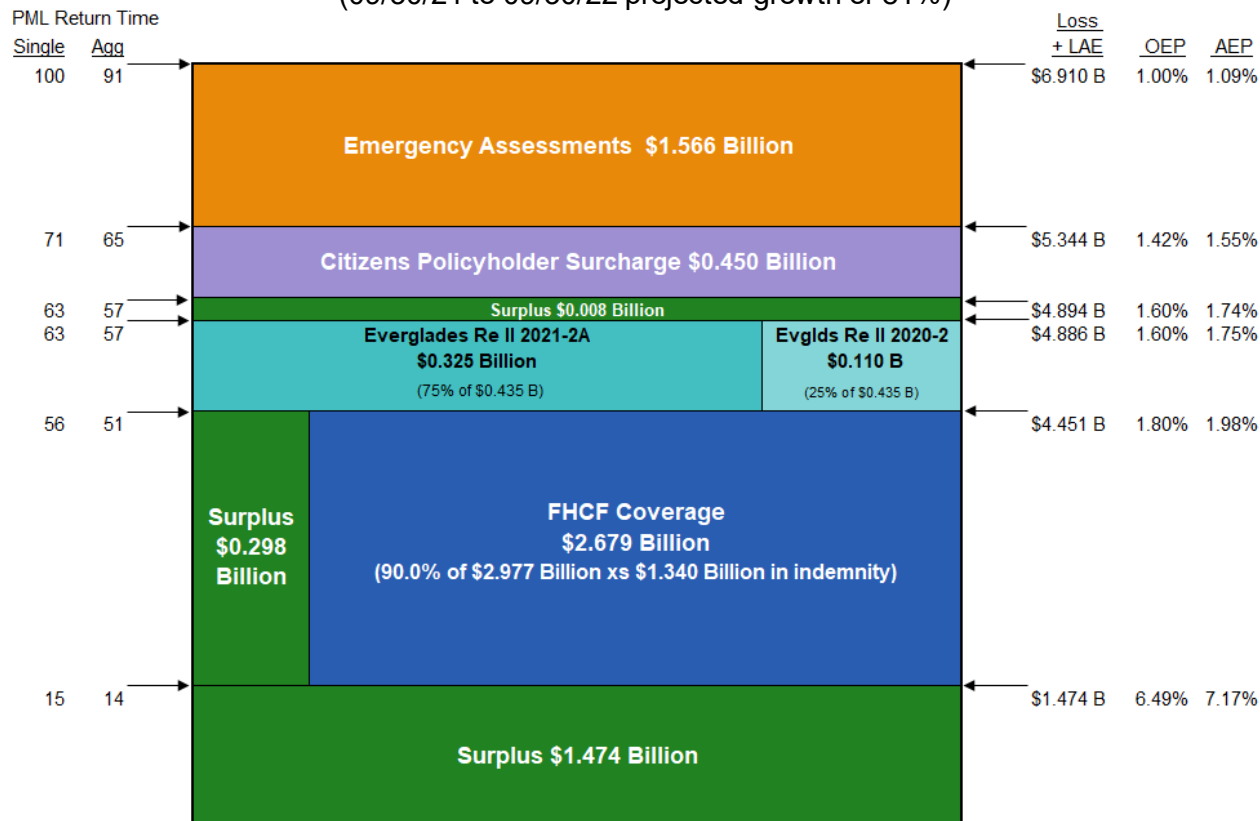 PML Return Time
Single Agg
Loss
+ LAE OEP AEP
100 91
$6.910 B 1.00% 1.09%
Emergency Assessments $1.566 Billion
71 65
$5.344 B 1.42% 1.55%
Citizens Policyholder Surcharge $0.450 Billion
63 57
Surplus $0.008 Billion
$4.894 B 1.60% 1.74%
63 57
$4.886 B 1.60% 1.75%
Everglades Re II 2021-2A
$0.325 Billion
(75% of $0.435 B)
Evglds Re II 2020-2
$0.110 B
(25% of $0.435 B)
56 51
$4.451 B 1.80% 1.98%
Surplus
$0.298
Billion
FHCF Coverage
$2.679 Billion
(90.0% of $2.977 Billion xs $1.340 Billion in indemnity)
15 14
$1.474 B 6.49% 7.17%
Surplus $1.474 Billion